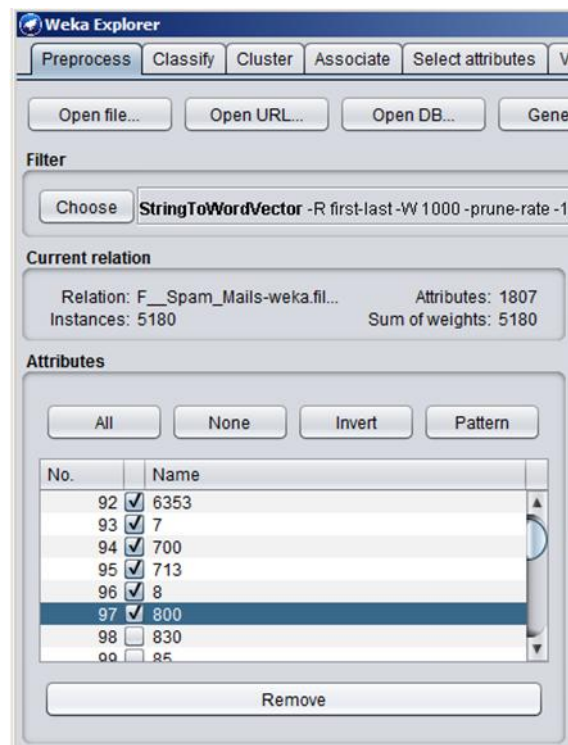 Weka Explorer
Preprocess Classify Cluster Associate Select attributes V
Open file... Open URL... Open DB... Gene
Filter
Choose StringToWordVector -R first-last -W 1000 -prune-rate -1
Current relation
Relation: F__Spam_Mails-weka.fil... Attributes: 1807
Instances: 5180 Sum of weights: 5180
Attributes
All None Invert Pattern
No. Name
92 6353
93 7
94 700
95 713
96 8
97 800
98 830
99 85
Remove